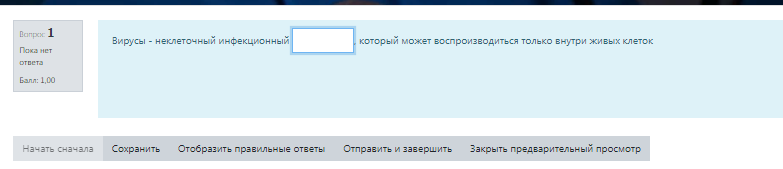 Вопрос 1
Пока нет
ответа
Балл: 1,00
Вирусы - неклеточный инфекционный , который может воспроизводиться только внутри живых клеток
Начать сначала Сохранить Отобразить правильные ответы Отправить и завершить Закрыть предварительный просмотр